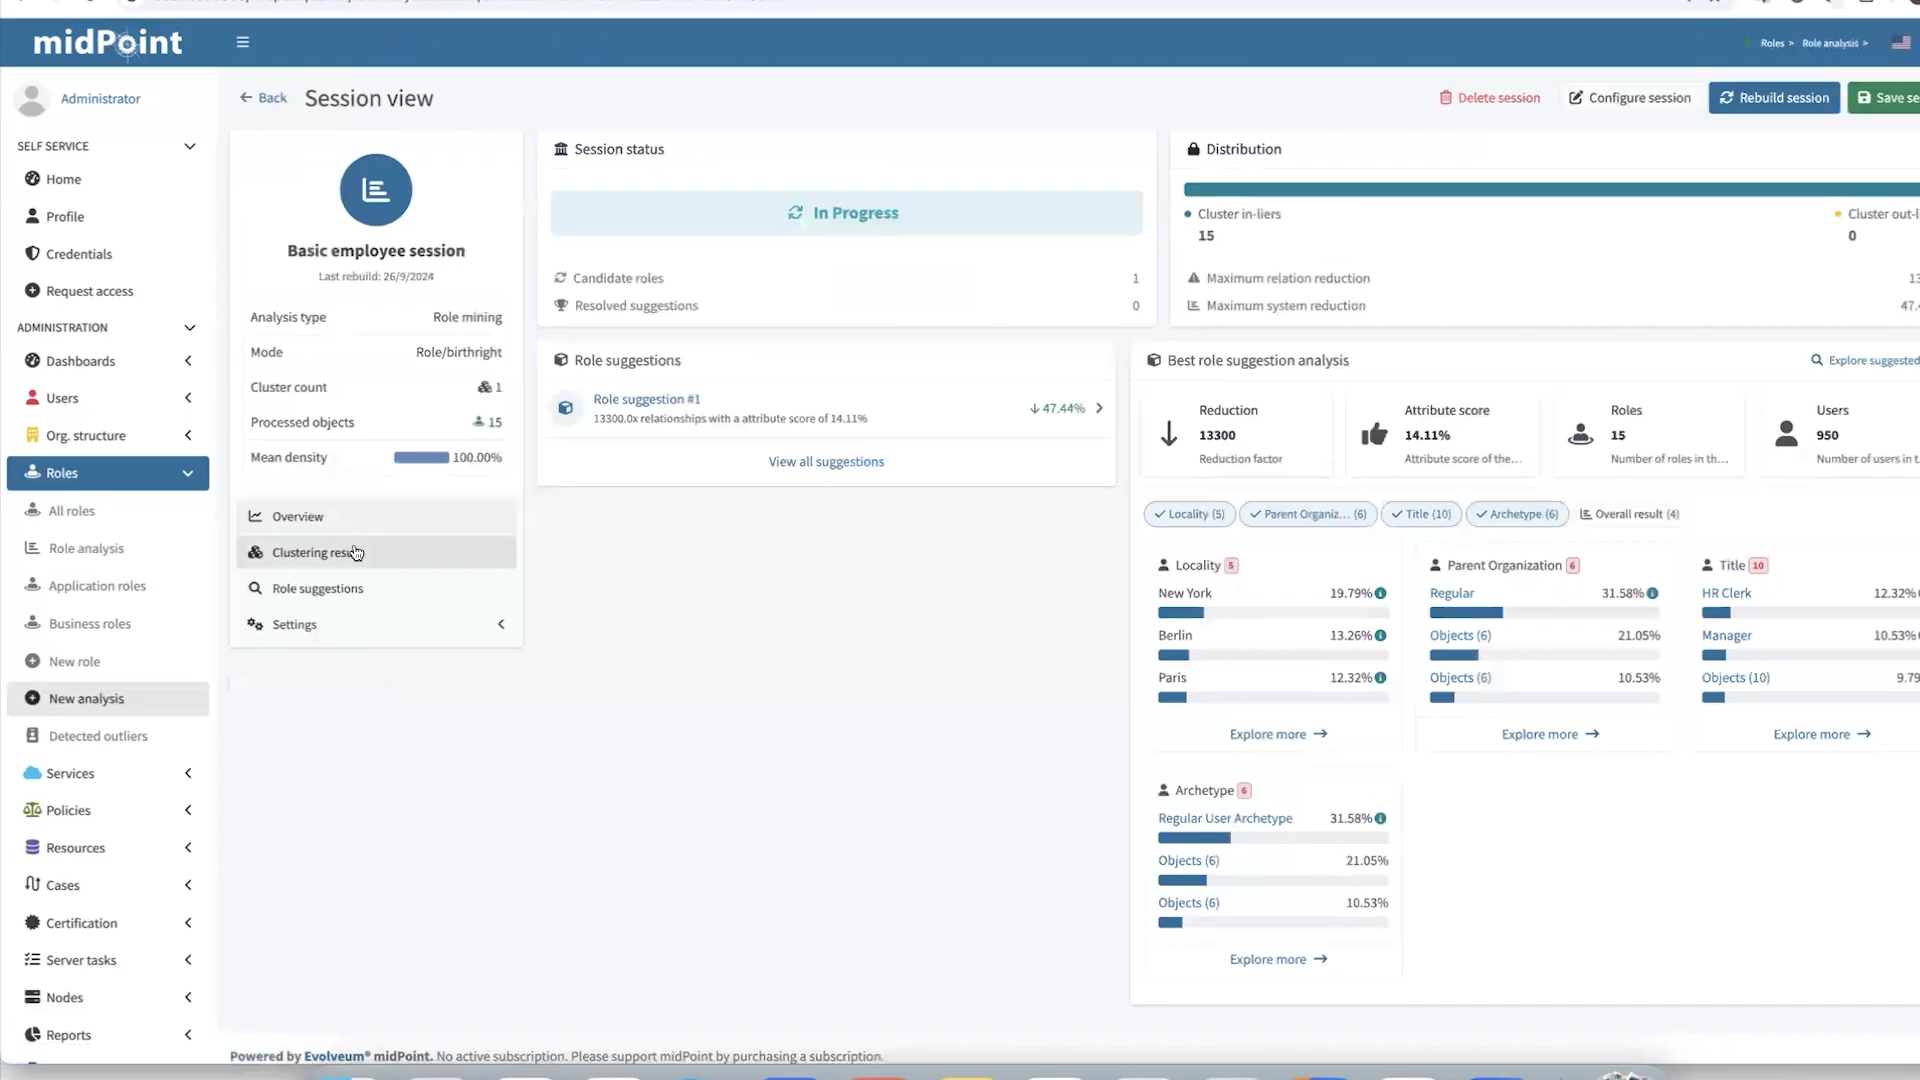 midPoint
Roles > Role analysis >
Administrator
SELF SERVICE
Home
Profile
Credentials
Request access
ADMINISTRATION
Dashboards
Users
Org. structure
Roles
All roles
Role analysis
Application roles
Business roles
New role
New analysis
Detected outliers
Services
Policies
Resources
Cases
Certification
Server tasks
Nodes
Reports
Back
Session view
Delete session
Configure session
Rebuild session
Save se
Basic employee session
Last rebuild: 26/9/2024
Analysis type Role mining
Mode Role/birthright
Cluster count 1
Processed objects 15
Mean density 100.00%
Overview
Clustering
Role suggestions
Settings
Session status
In Progress
Candidate roles 1
Resolved suggestions 0
Role suggestions
Role suggestion #1
13300.0x relationships with a attribute score of 14.11%
47.44%
View all suggestions
Distribution
Cluster in-liers
15
Cluster out-l
0
Maximum relation reduction 13
Maximum system reduction 47.
Best role suggestion analysis
Explore suggested
Reduction
13300
Reduction factor
Attribute score
14.11%
Attribute score of the...
Roles
15
Number of roles in th...
Users
950
Number of users in t.
Locality (5)
Parent Organiz... (6)
Title (10)
Archetype (6)
Overall result (4)
Locality 5
New York 19.79%
Berlin 13.26%
Paris 12.32%
Explore more
Parent Organization 6
Regular 31.58%
Objects (6) 21.05%
Objects (6) 10.53%
Explore more
Title 10
HR Clerk 12.32%
Manager 10.53%
Objects (10) 9.79
Explore more
Archetype 6
Regular User Archetype 31.58%
Objects (6) 21.05%
Objects (6) 10.53%
Explore more
Powered by Evolveum® midPoint. No active subscription. Please support midPoint by purchasing a subscription.